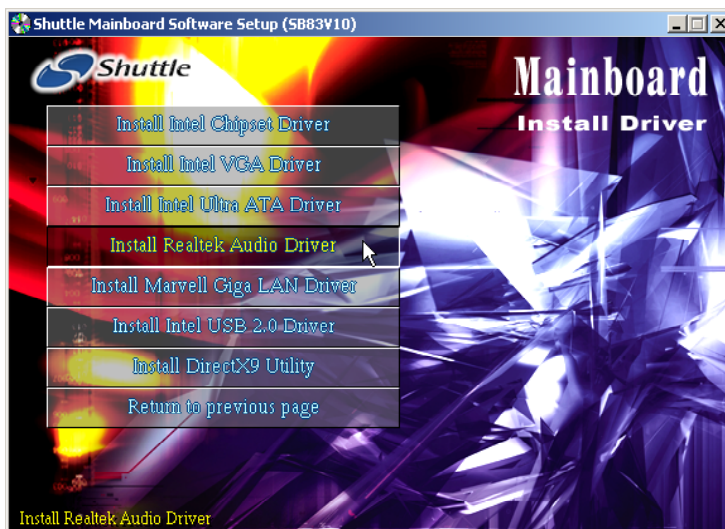 Shuttle Mainboard Software Setup (SB83V10)
Shuttle
Mainboard
Install Driver
Install Intel Chipset Driver
Install Intel VGA Driver
Install Intel Ultra ATA Driver
Install Realtek Audio Driver
Install Marvell Giga LAN Driver
Install Intel USB 2.0 Driver
Install DirectX9 Utility
Return to previous page
Install Realtek Audio Driver